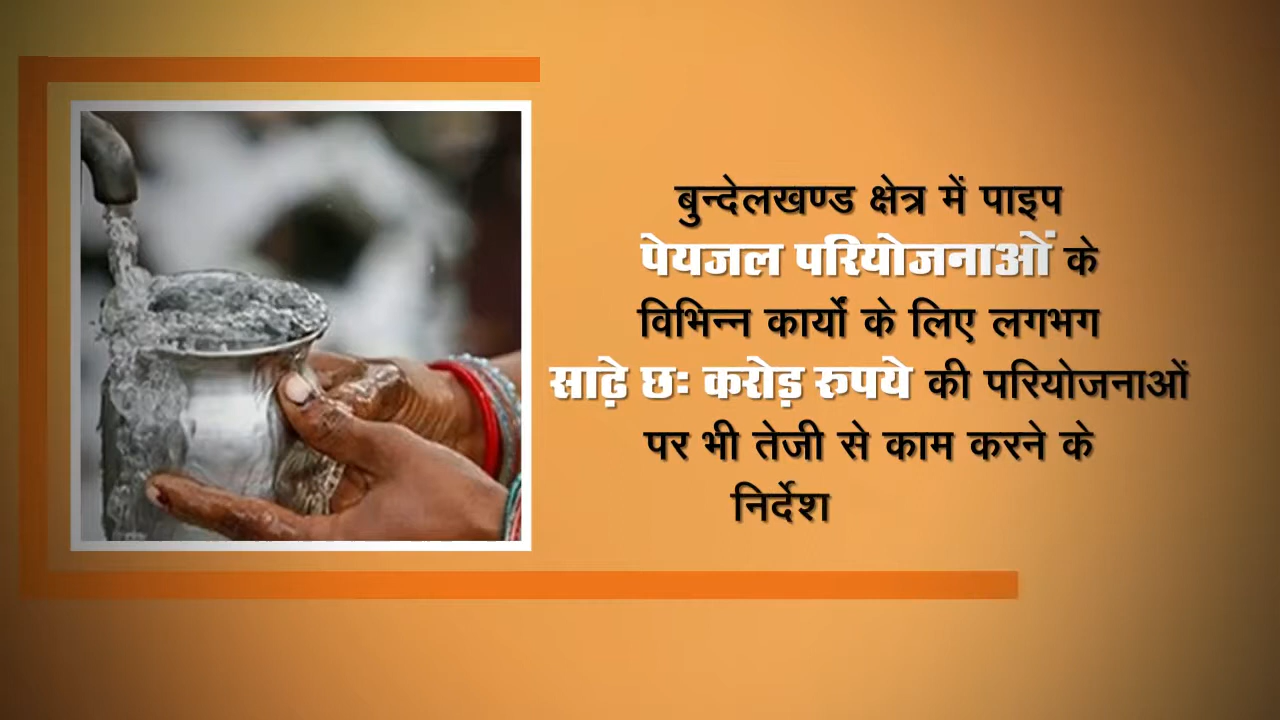 बुन्देलखण्ड क्षेत्र में पाइप
पेयजल परियोजनाओं के
विभिन्न कार्यों के लिए लगभग
साढ़े छः करोड़ रुपये की परियोजनाओं
पर भी तेजी से काम करने के
निर्देश